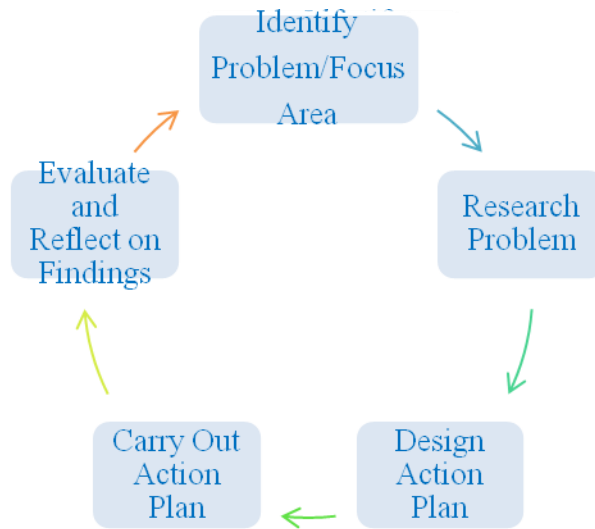 Identify
Problem/Focus
Area
Research
Problem
Design
Action
Plan
Carry Out
Action
Plan
Evaluate
and
Reflect on
Findings